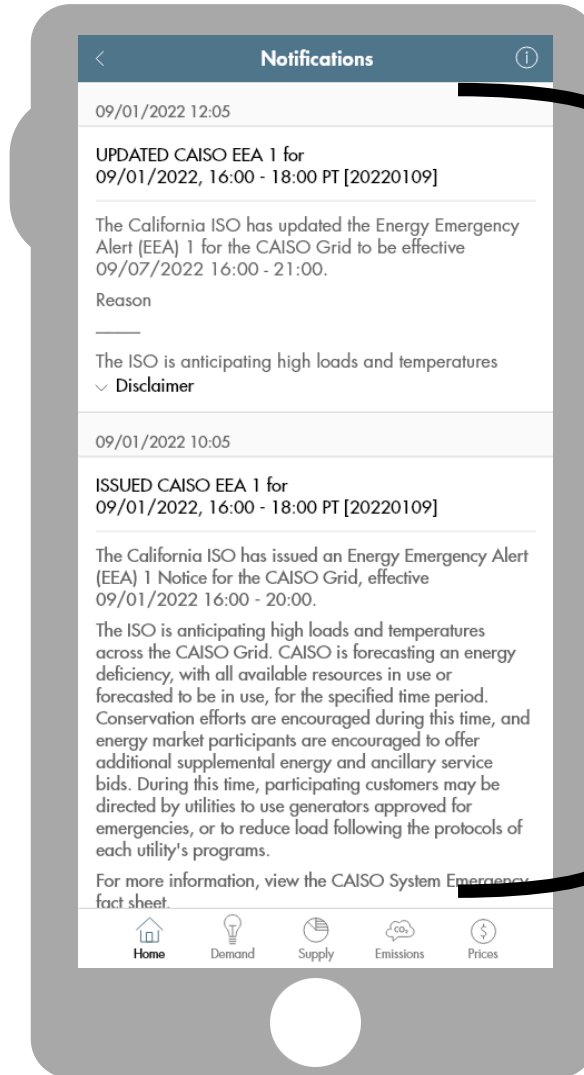 Notifications
09/01/2022 12:05
UPDATED CAISO EEA 1 for
09/01/2022, 16:00 - 18:00 PT [20220109]
The California ISO has updated the Energy Emergency
Alert (EEA) 1 for the CAISO Grid to be effective
09/07/2022 16:00 - 21:00.
Reason
_____
The ISO is anticipating high loads and temperatures
Disclaimer
09/01/2022 10:05
ISSUED CAISO EEA 1 for
09/01/2022, 16:00 - 18:00 PT [20220109]
The California ISO has issued an Energy Emergency Alert
(EEA) 1 Notice for the CAISO Grid, effective
09/01/2022 16:00 - 20:00.
The ISO is anticipating high loads and temperatures
across the CAISO Grid. CAISO is forecasting an energy
deficiency, with all available resources in use or
forecasted to be in use, for the specified time period.
Conservation efforts are encouraged during this time, and
energy market participants are encouraged to offer
additional supplemental energy and ancillary service
bids. During this time, participating customers may be
directed by utilities to use generators approved for
emergencies, or to reduce load following the protocols of
each utility's programs.
For more information, view the CAISO System Emergency
fact sheet.
CO₂
$
Home Demand Supply Emissions Prices